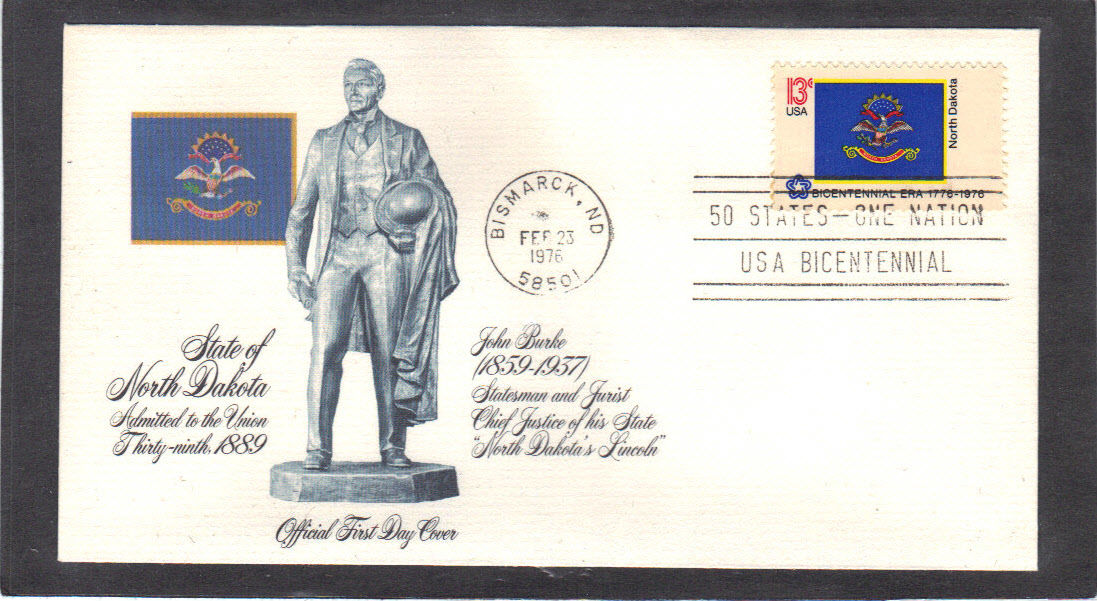 13¢
USA
North Dakota
BICENTENNIAL ERA 1776-1976
BISMARCK, ND
FEB 23
1976
58501
50 STATES—ONE NATION
USA BICENTENNIAL
State of
North Dakota
Admitted to the Union
Thirty-ninth, 1889
John Burke
(1859-1937)
Statesman and Jurist
Chief Justice of his State
"North Dakota's Lincoln"
Official First Day Cover